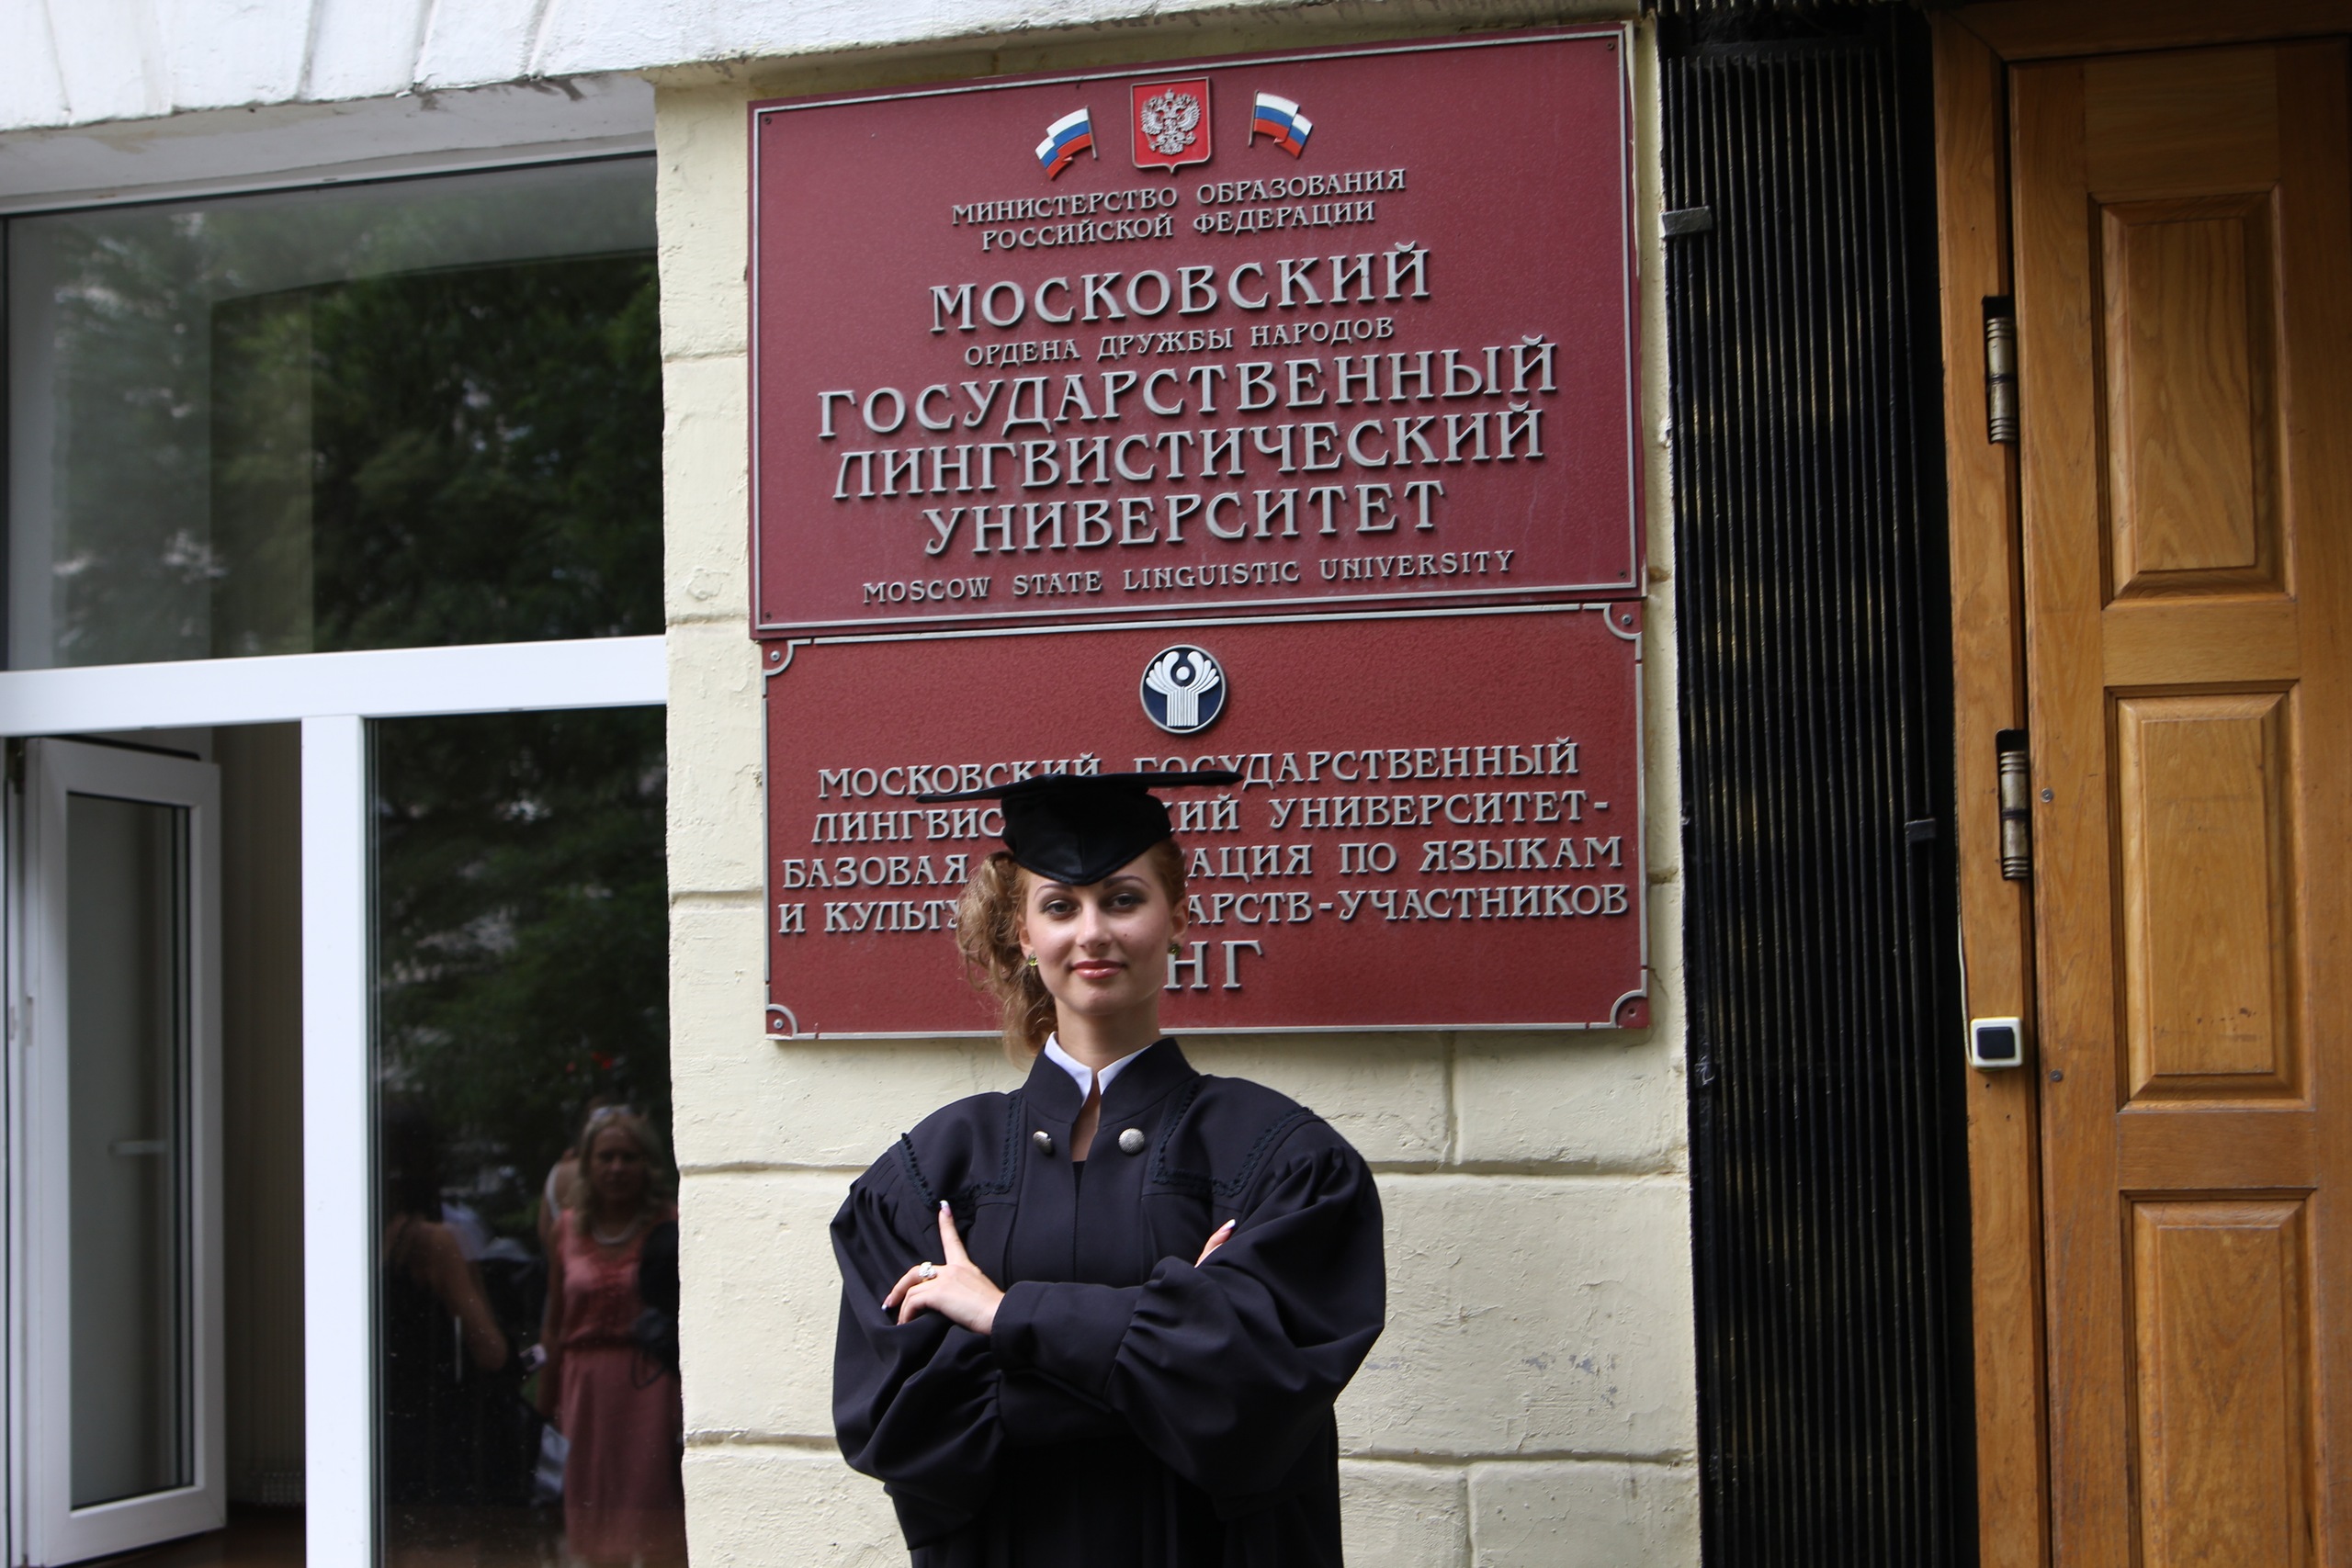 МИНИСТЕРСТВО ОБРАЗОВАНИЯ
РОССИЙСКОЙ ФЕДЕРАЦИИ
МОСКОВСКИЙ
ОРДЕНА ДРУЖБЫ НАРОДОВ
ГОСУДАРСТВЕННЫЙ
ЛИНГВИСТИЧЕСКИЙ
УНИВЕРСИТЕТ
MOSCOW STATE LINGUISTIC UNIVERSITY
МОСКОВСКИЙ ГОСУДАРСТВЕННЫЙ
УНИВЕРСИТЕТ-
БАЗОВАЯ ПО ЯЗЫКАМ
И -УЧАСТНИКОВ